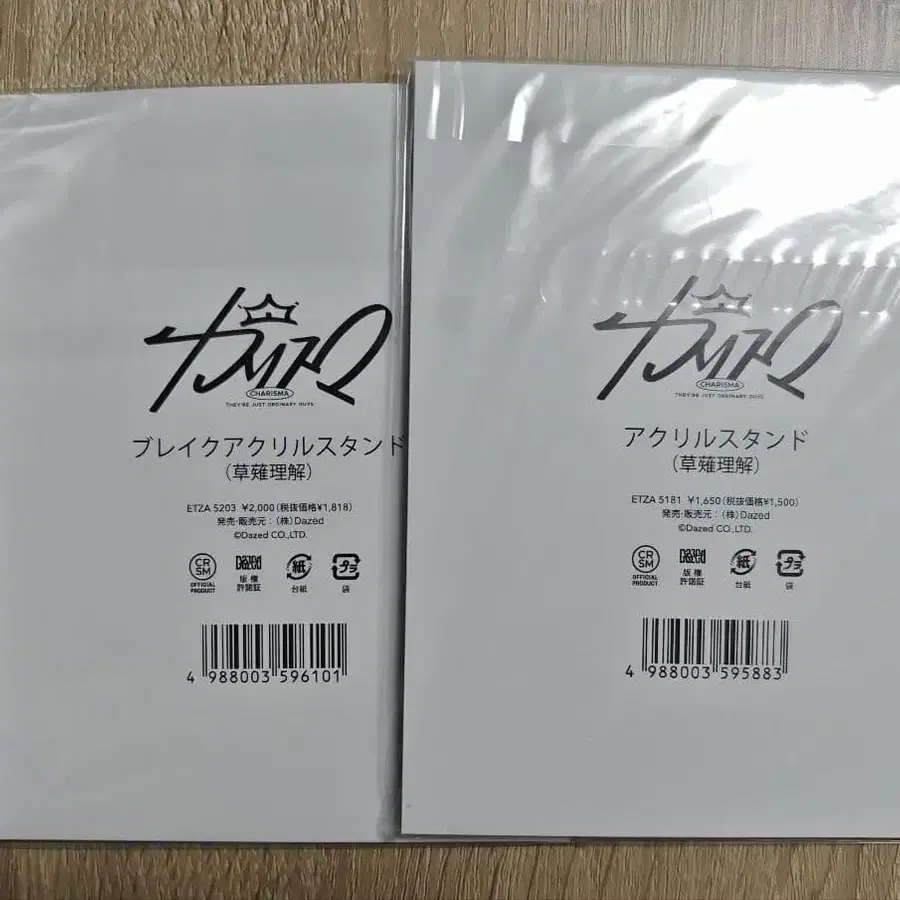 カリスマ
CHARISMA
THEY'RE JUST ORDINARY GUYS
ブレイクアクリルスタンド
(草薙理解)
ETZA 5203 ¥2,000(税抜価格¥1,818)
発売・販売元:(株)Dazed
©Dazed CO.,LTD.
CR
SM
OFFICIAL
PRODUCT
Dazed
版権
許諾証
紙
台紙
プラ
袋
4 988003 596101
カリスマ
CHARISMA
THEY'RE JUST ORDINARY GUYS
アクリルスタンド
(草薙理解)
ETZA 5181 ¥1,650(税抜価格¥1,500)
発売・販売元:(株)Dazed
©Dazed CO.,LTD.
CR
SM
OFFICIAL
PRODUCT
Dazed
版権
許諾証
紙
台紙
プラ
袋
4 988003 595883